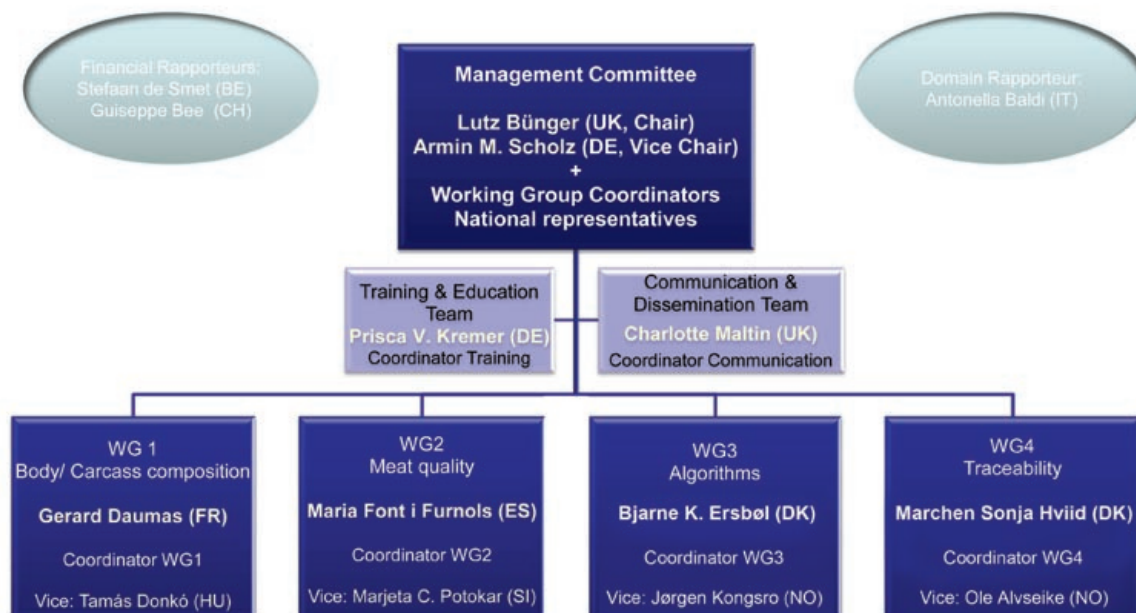 Financial Rapporteurs:
Stefaan de Smet (BE)
Guiseppe Bee (CH)
Management Committee
Lutz Bünger (UK, Chair)
Armin M. Scholz (DE, Vice Chair)
+
Working Group Coordinators
National representatives
Domain Rapporteur:
Antonella Baldi (IT)
Training & Education
Team
Prisca V. Kremer (DE)
Coordinator Training
Communication &
Dissemination Team
Charlotte Maltin (UK)
Coordinator Communication
WG 1
Body/ Carcass composition
Gerard Daumas (FR)
Coordinator WG1
Vice: Tamás Donkó (HU)
WG2
Meat quality
Maria Font i Furnols (ES)
Coordinator WG2
Vice: Marjeta C. Potokar (SI)
WG3
Algorithms
Bjarne K. Ersbøl (DK)
Coordinator WG3
Vice: Jørgen Kongsro (NO)
WG4
Traceability
Marchen Sonja Hviid (DK)
Coordinator WG4
Vice: Ole Alvseike (NO)